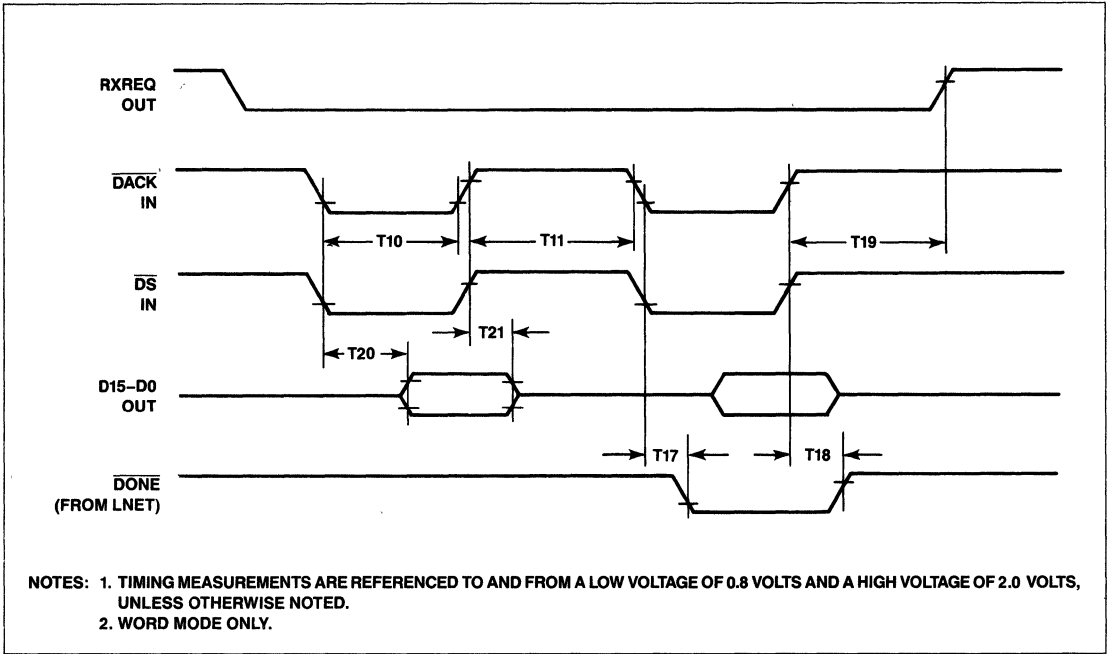 RXREQ
OUT
DACK
IN
T10
T11
T19
DS
IN
T21
T20
D15–D0
OUT
T17
T18
DONE
(FROM LNET)
NOTES: 1. TIMING MEASUREMENTS ARE REFERENCED TO AND FROM A LOW VOLTAGE OF 0.8 VOLTS AND A HIGH VOLTAGE OF 2.0 VOLTS,
UNLESS OTHERWISE NOTED.
2. WORD MODE ONLY.